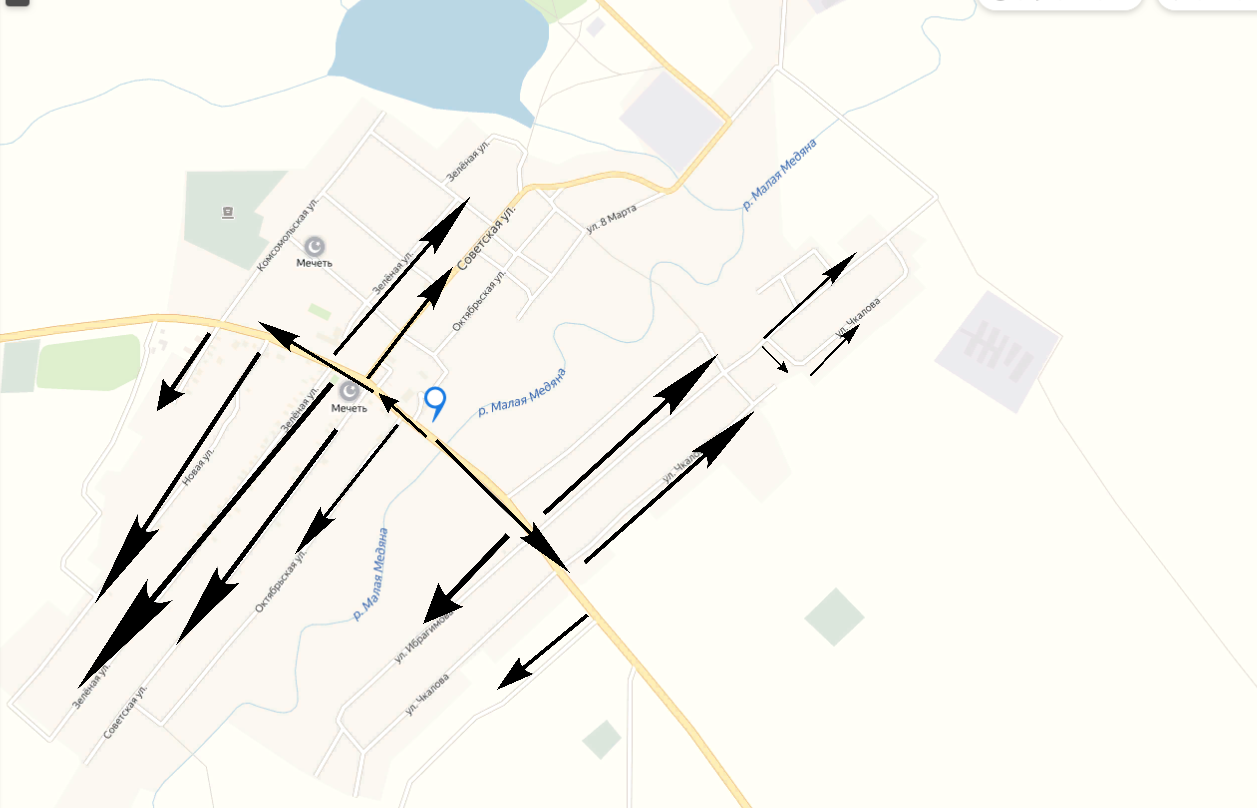 р. Малая Медяна
Зелёная ул.
Комсомольская ул.
ул. 8 Марта
Советская ул.
Мечеть
Зелёная ул.
Октябрьская ул.
ул. Чкалова
р. Малая Медяна
Зелёная ул.
Мечеть
Новая ул.
ул. Чкалова
Октябрьская ул.
р. Малая Медяна
ул. Ибрагимова
Зелёная ул.
Советская ул.
ул. Чкалова